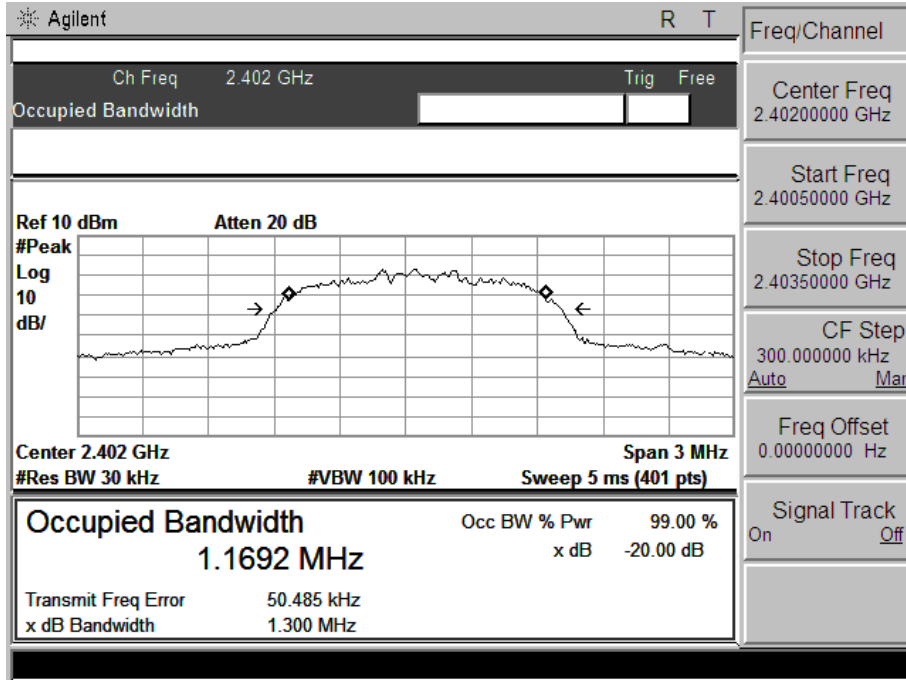 Agilent R T
Ch Freq 2.402 GHz Trig Free
Occupied Bandwidth
Ref 10 dBm Atten 20 dB
#Peak
Log
10
dB/
Center 2.402 GHz Span 3 MHz
#Res BW 30 kHz #VBW 100 kHz Sweep 5 ms (401 pts)
Occupied Bandwidth
1.1692 MHz
Occ BW % Pwr 99.00 %
x dB -20.00 dB
Transmit Freq Error 50.485 kHz
x dB Bandwidth 1.300 MHz
Freq/Channel
Center Freq
2.40200000 GHz
Start Freq
2.40050000 GHz
Stop Freq
2.40350000 GHz
CF Step
300.000000 kHz
Auto Mar
Freq Offset
0.00000000 Hz
Signal Track
On Off